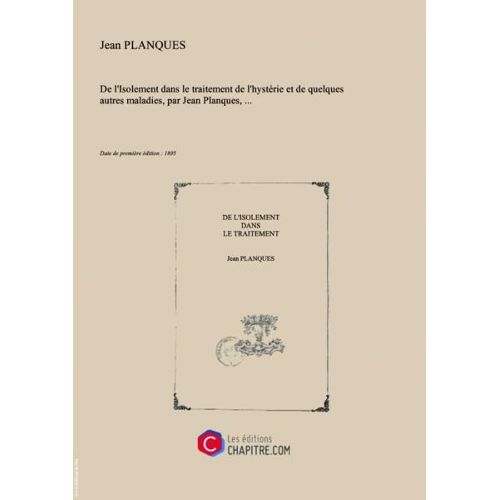 Jean PLANQUES
De l'Isolement dans le traitement de l'hystérie et de quelques
autres maladies, par Jean Planques, ...
Date de première édition : 1895
DE L'ISOLEMENT
DANS
LE TRAITEMENT
Jean PLANQUES
C
Les éditions
CHAPITRE.COM